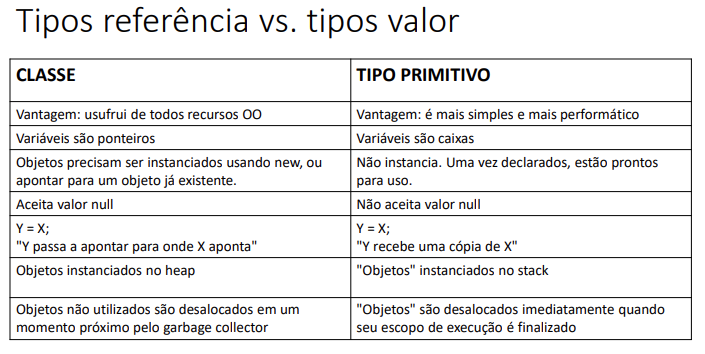 Tipos referência vs. tipos valor
CLASSE
TIPO PRIMITIVO
Vantagem: usufrui de todos recursos OO
Vantagem: é mais simples e mais performático
Variáveis são ponteiros
Variáveis são caixas
Objetos precisam ser instanciados usando new, ou
apontar para um objeto já existente.
Não instancia. Uma vez declarados, estão prontos
para uso.
Aceita valor null
Não aceita valor null
Y = X;
"Y passa a apontar para onde X aponta"
Y = X;
"Y recebe uma cópia de X"
Objetos instanciados no heap
"Objetos" instanciados no stack
Objetos não utilizados são desalocados em um
momento próximo pelo garbage collector
"Objetos" são desalocados imediatamente quando
seu escopo de execução é finalizado